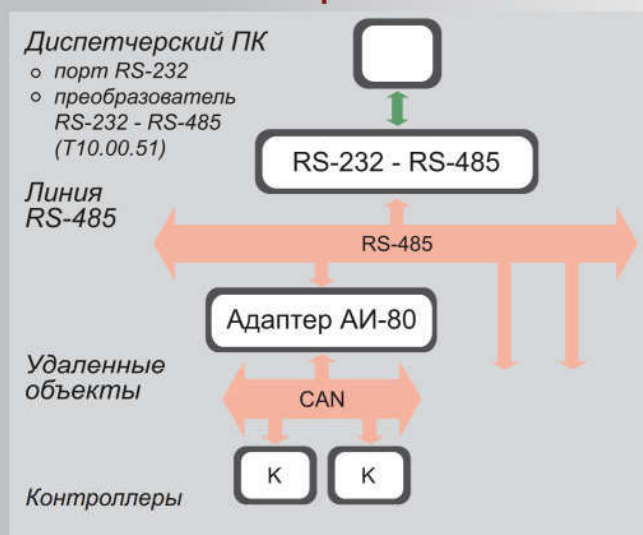 Диспетчерский ПК
порт RS-232
преобразователь
RS-232 - RS-485
(Т10.00.51)
RS-232 - RS-485
Линия
RS-485
RS-485
Адаптер АИ-80
Удаленные
объекты
CAN
К К
Контроллеры